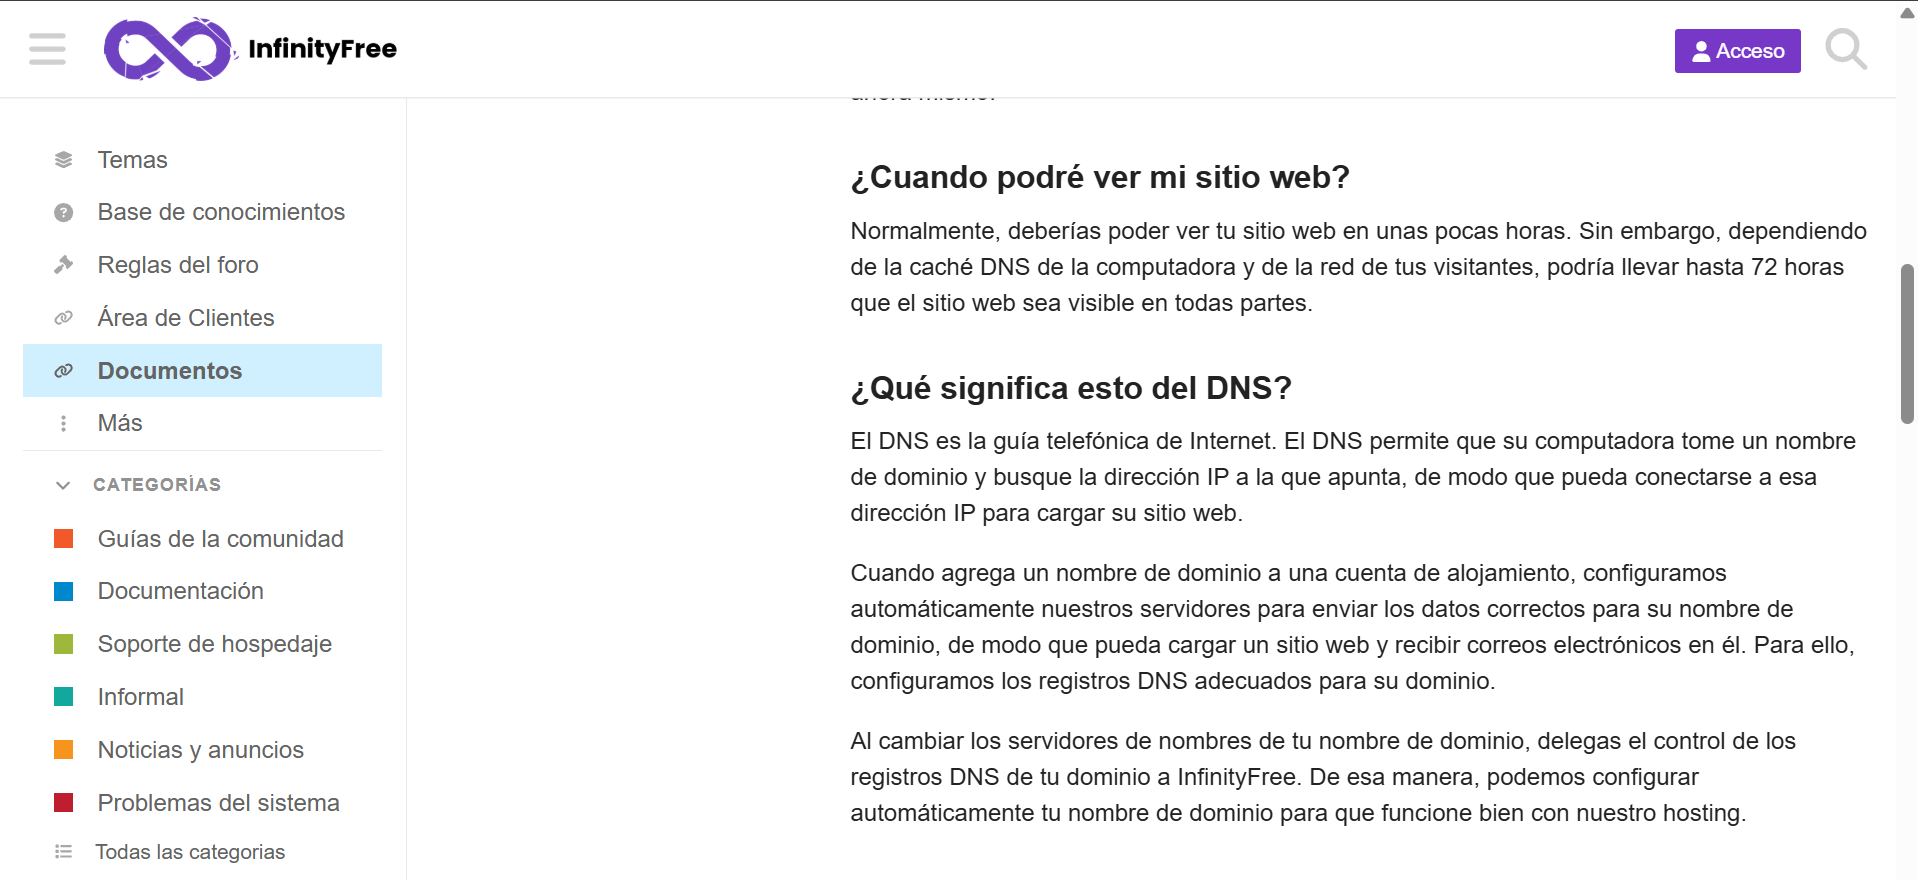 InfinityFree
Acceso
Temas
Base de conocimientos
Reglas del foro
Área de Clientes
Documentos
Más
CATEGORÍAS
Guías de la comunidad
Documentación
Soporte de hospedaje
Informal
Noticias y anuncios
Problemas del sistema
Todas las categorias
¿Cuando podré ver mi sitio web?
Normalmente, deberías poder ver tu sitio web en unas pocas horas. Sin embargo, dependiendo
de la caché DNS de la computadora y de la red de tus visitantes, podría llevar hasta 72 horas
que el sitio web sea visible en todas partes.
¿Qué significa esto del DNS?
El DNS es la guía telefónica de Internet. El DNS permite que su computadora tome un nombre
de dominio y busque la dirección IP a la que apunta, de modo que pueda conectarse a esa
dirección IP para cargar su sitio web.
Cuando agrega un nombre de dominio a una cuenta de alojamiento, configuramos
automáticamente nuestros servidores para enviar los datos correctos para su nombre de
dominio, de modo que pueda cargar un sitio web y recibir correos electrónicos en él. Para ello,
configuramos los registros DNS adecuados para su dominio.
Al cambiar los servidores de nombres de tu nombre de dominio, delegas el control de los
registros DNS de tu dominio a InfinityFree. De esa manera, podemos configurar
automáticamente tu nombre de dominio para que funcione bien con nuestro hosting.